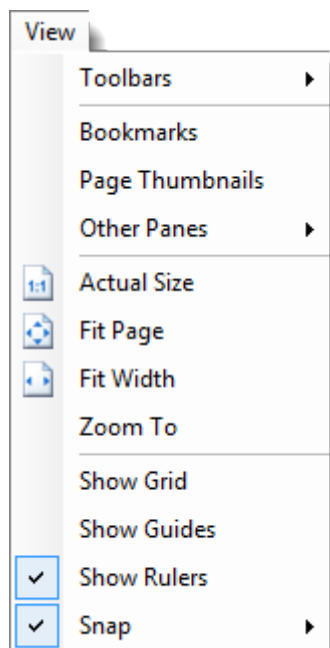 View
Toolbars
Bookmarks
Page Thumbnails
Other Panes
1:1 Actual Size
Fit Page
Fit Width
Zoom To
Show Grid
Show Guides
Show Rulers
Snap